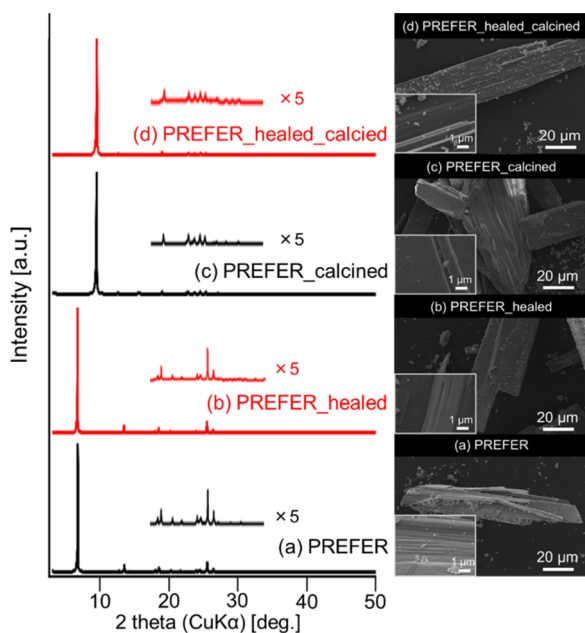 Intensity [a.u.]
× 5
(d) PREFER_healed_calcied
× 5
(c) PREFER_calcined
× 5
(b) PREFER_healed
× 5
(a) PREFER
10 20 30 40 50
2 theta (CuKα) [deg.]
(d) PREFER_healed_calcined
1 μm
20 μm
(c) PREFER_calcined
1 μm
20 μm
(b) PREFER_healed
1 μm
20 μm
(a) PREFER
1 μm
20 μm